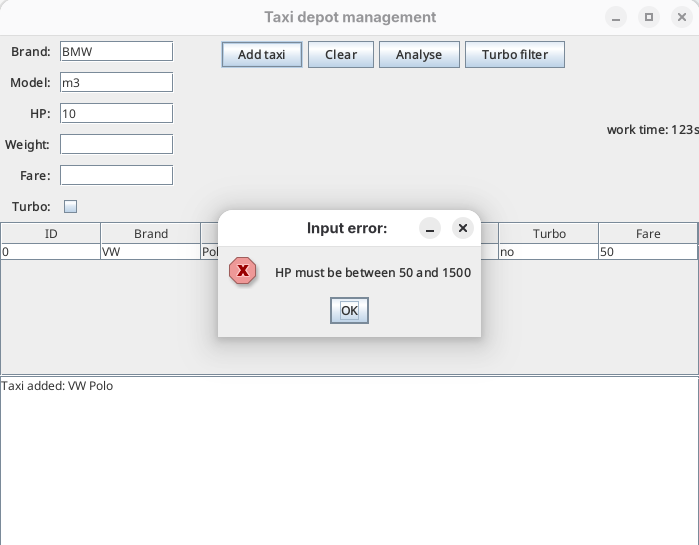 Taxi depot management
Brand: BMW Add taxi Clear Analyse Turbo filter
Model: m3
HP: 10
work time: 123s
Weight:
Fare:
Turbo:
Input error:
HP must be between 50 and 1500
OK
ID Brand Turbo Fare
0 VW Pol no 50
Taxi added: VW Polo